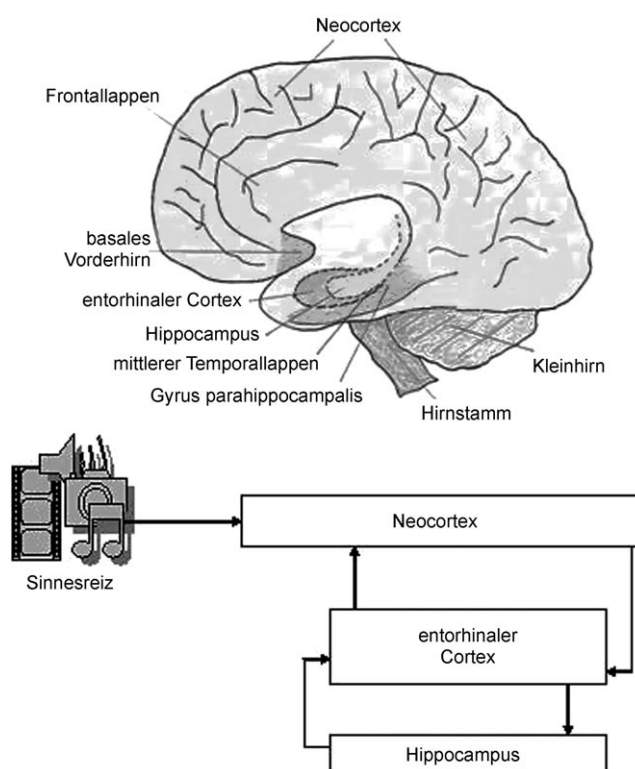 Neocortex
Frontallappen
basales
Vorderhirn
entorhinaler Cortex
Hippocampus
mittlerer Temporallappen
Gyrus parahippocampalis
Kleinhirn
Hirnstamm
Sinnesreiz
Neocortex
entorhinaler
Cortex
Hippocampus